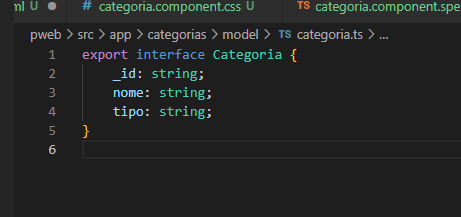 ml U ● # categoria.component.css U TS categoria.component.spe
pweb > src > app > categorias > model > TS categoria.ts > ...
1 export interface Categoria {
2 _id: string;
3 nome: string;
4 tipo: string;
5 }
6